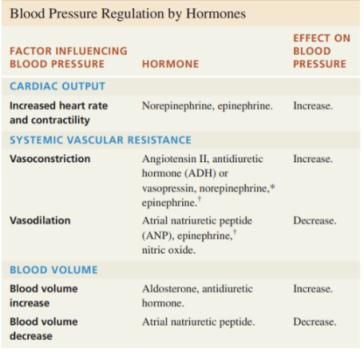 Blood Pressure Regulation by Hormones
FACTOR INFLUENCING BLOOD PRESSURE HORMONE EFFECT ON BLOOD PRESSURE
CARDIAC OUTPUT
Increased heart rate Norepinephrine, epinephrine. Increase.
and contractility
SYSTEMIC VASCULAR RESISTANCE
Vasoconstriction Angiotensin II, antidiuretic Increase.
hormone (ADH) or
vasopressin, norepinephrine,*
epinephrine.†
Vasodilation Atrial natriuretic peptide Decrease.
(ANP), epinephrine,†
nitric oxide.
BLOOD VOLUME
Blood volume Aldosterone, antidiuretic Increase.
increase hormone.
Blood volume Atrial natriuretic peptide. Decrease.
decrease